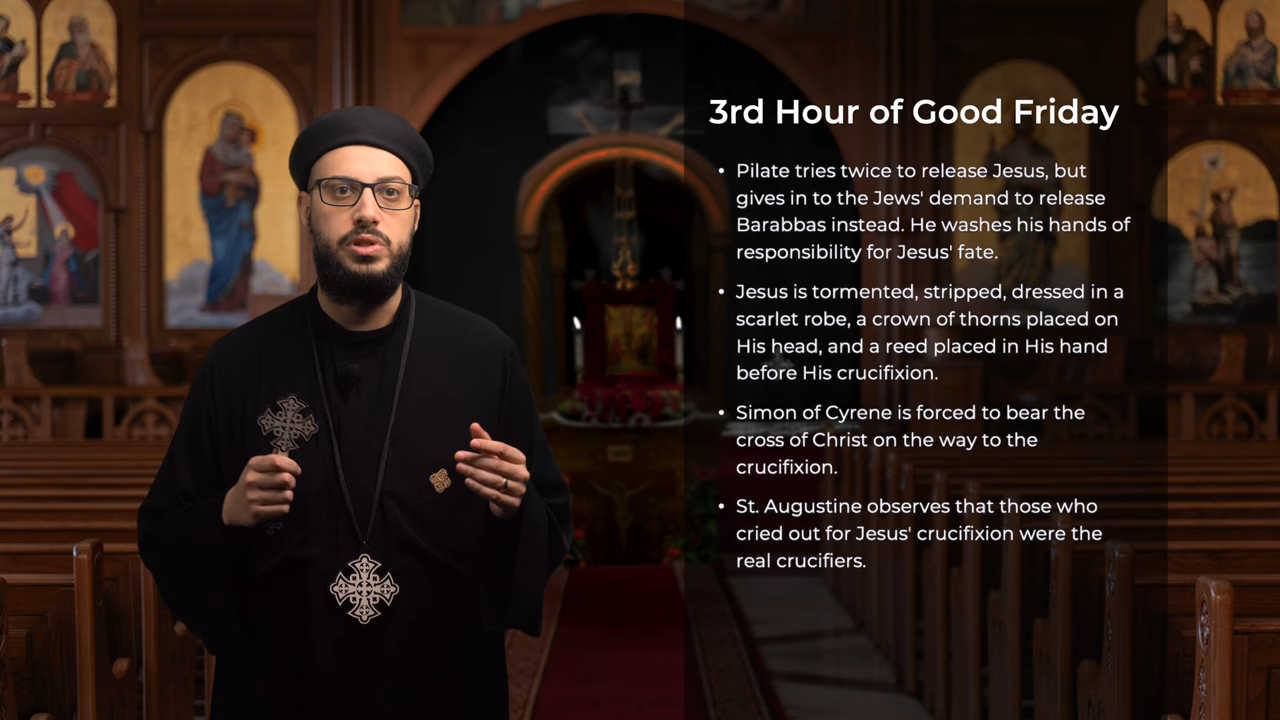 3rd Hour of Good Friday
• Pilate tries twice to release Jesus, but
gives in to the Jews' demand to release
Barabbas instead. He washes his hands of
responsibility for Jesus' fate.
• Jesus is tormented, stripped, dressed in a
scarlet robe, a crown of thorns placed on
His head, and a reed placed in His hand
before His crucifixion.
• Simon of Cyrene is forced to bear the
cross of Christ on the way to the
crucifixion.
• St. Augustine observes that those who
cried out for Jesus' crucifixion were the
real crucifiers.